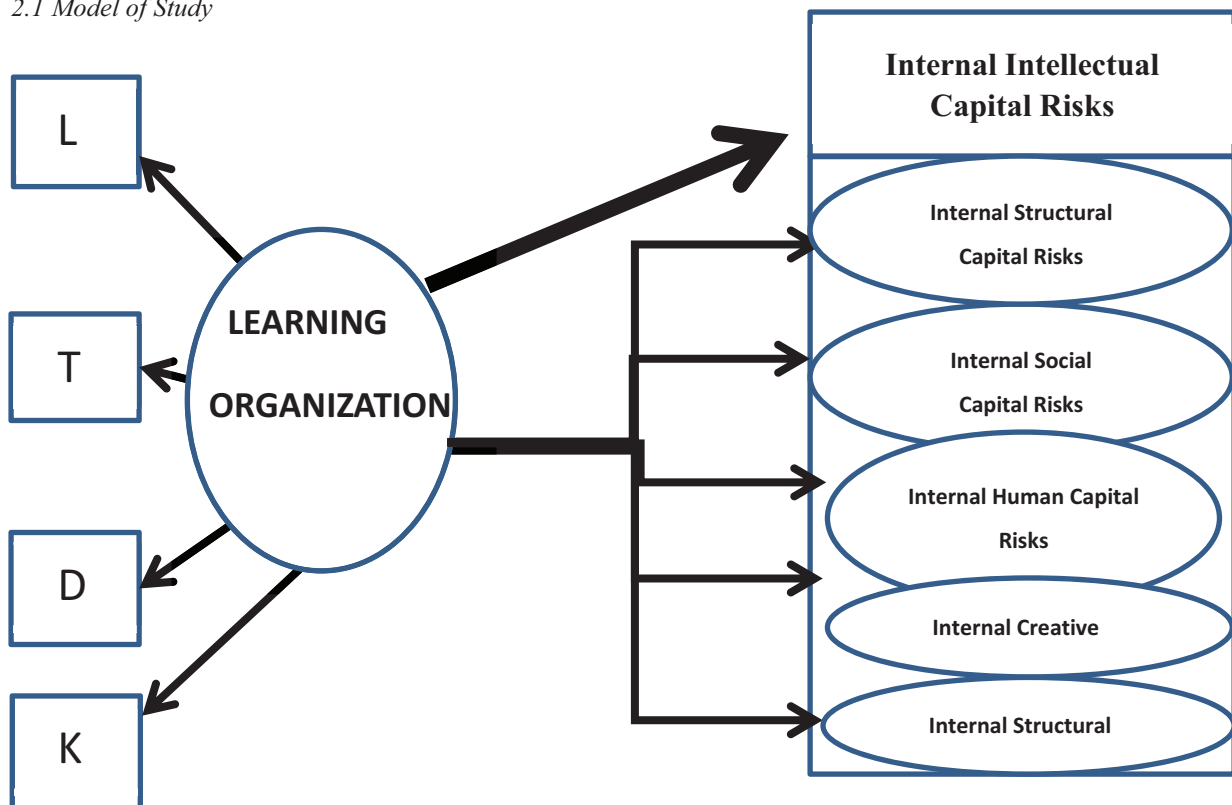 2.1 Model of Study
Internal Intellectual
Capital Risks
L
T
D
K
LEARNING
ORGANIZATION
Internal Structural
Capital Risks
Internal Social
Capital Risks
Internal Human Capital
Risks
Internal Creative
Internal Structural